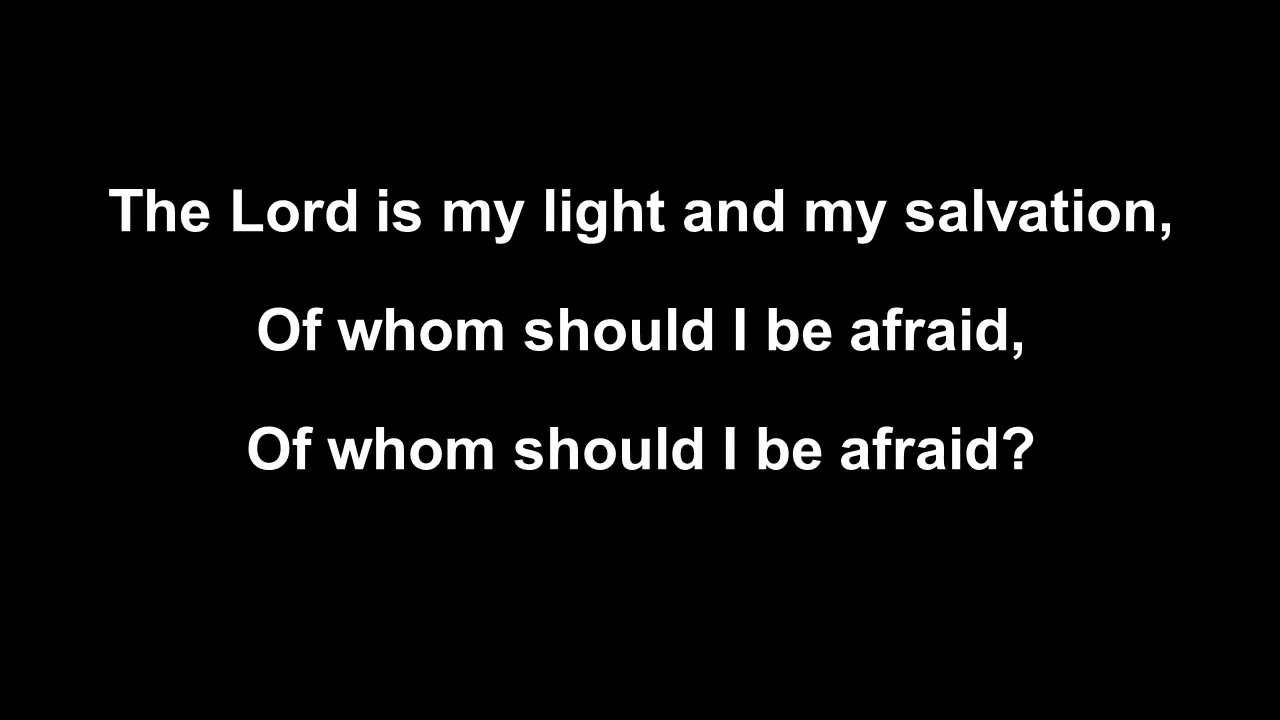 The Lord is my light and my salvation,
Of whom should I be afraid,
Of whom should I be afraid?